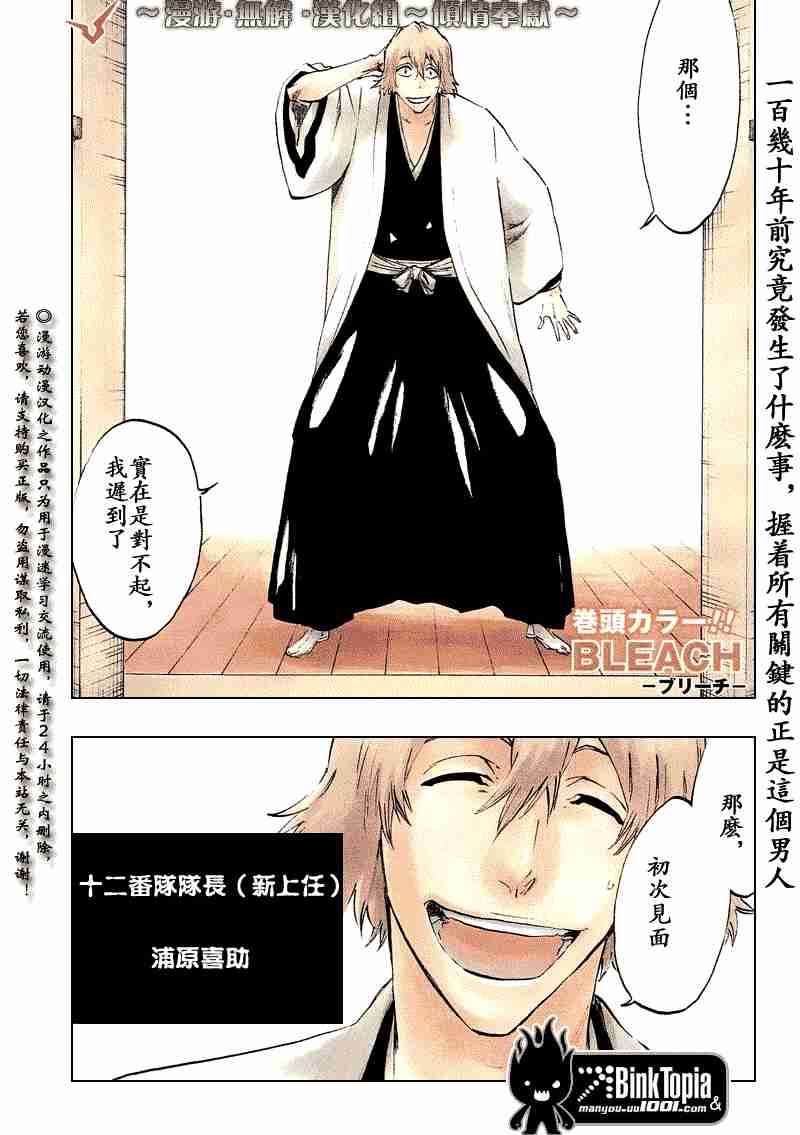 ～漫游·無解·漢化組～傾情奉獻～
一百幾十年前究竟發生了什麽事，握着所有關鍵的正是這個男人
那個…
實在是對不起，
我遲到了
巻頭カラー!!
BLEACH
－ブリーチ－
◎漫游动漫汉化之作品只为用于漫迷学习交流使用，请于24小时之内删除，
若您喜欢，请支持购买正版，勿盗用谋取私利，一切法律责任与本站无关，谢谢！
那麽，
初次見面
十二番隊隊長（新上任）
浦原喜助
BinkTopia
manyou.uu1001.com
&